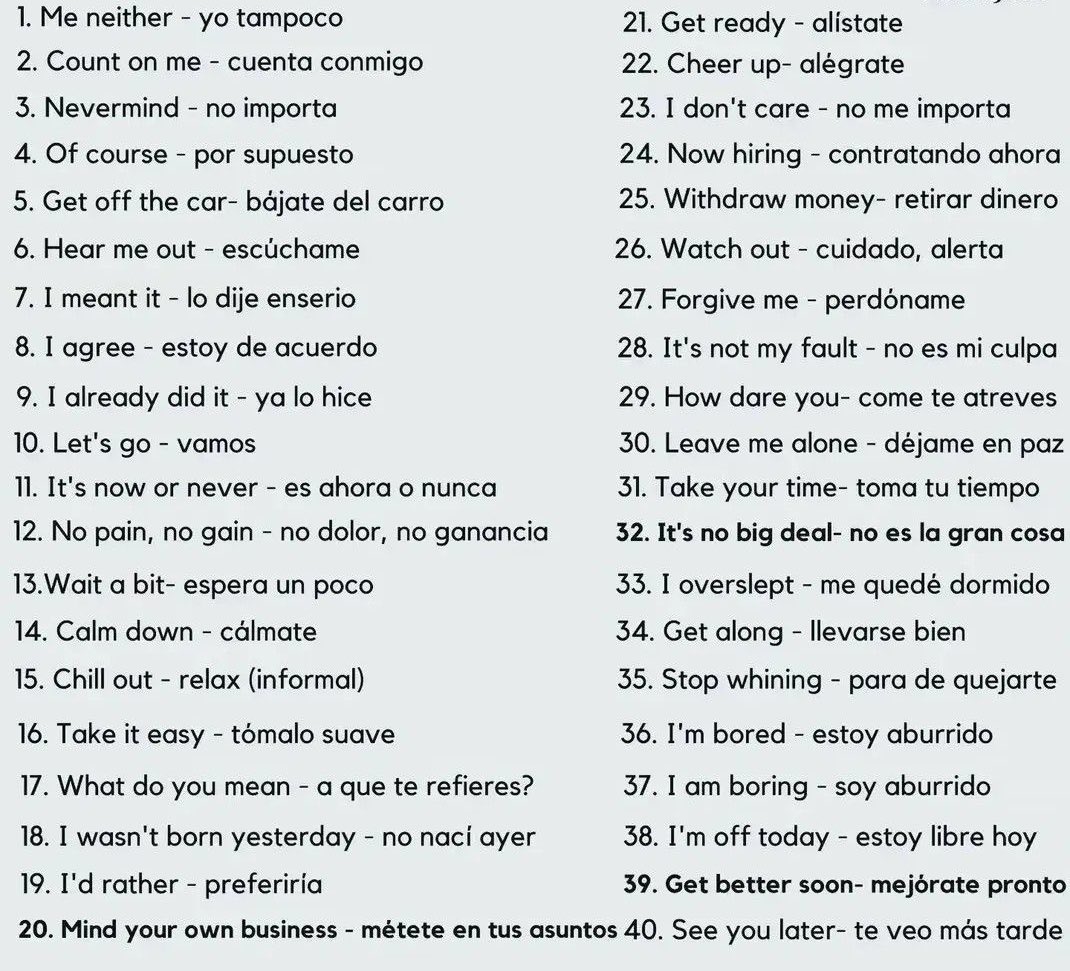 1. Me neither - yo tampoco
2. Count on me - cuenta conmigo
3. Nevermind - no importa
4. Of course - por supuesto
5. Get off the car- bájate del carro
6. Hear me out - escúchame
7. I meant it - lo dije enserio
8. I agree - estoy de acuerdo
9. I already did it - ya lo hice
10. Let's go - vamos
11. It's now or never - es ahora o nunca
12. No pain, no gain - no dolor, no ganancia
13.Wait a bit- espera un poco
14. Calm down - cálmate
15. Chill out - relax (informal)
16. Take it easy - tómalo suave
17. What do you mean - a que te refieres?
18. I wasn't born yesterday - no nací ayer
19. I'd rather - preferiría
20. Mind your own business - métete en tus asuntos
21. Get ready - alístate
22. Cheer up- alégrate
23. I don't care - no me importa
24. Now hiring - contratando ahora
25. Withdraw money- retirar dinero
26. Watch out - cuidado, alerta
27. Forgive me - perdóname
28. It's not my fault - no es mi culpa
29. How dare you- come te atreves
30. Leave me alone - déjame en paz
31. Take your time- toma tu tiempo
32. It's no big deal- no es la gran cosa
33. I overslept - me quedé dormido
34. Get along - llevarse bien
35. Stop whining - para de quejarte
36. I'm bored - estoy aburrido
37. I am boring - soy aburrido
38. I'm off today - estoy libre hoy
39. Get better soon- mejórate pronto
40. See you later- te veo más tarde